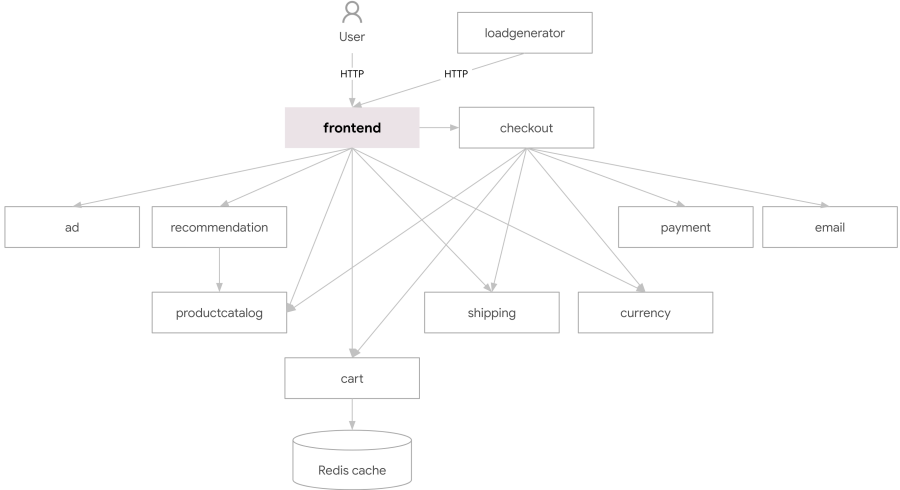 loadgenerator
User
HTTP
HTTP
frontend
checkout
ad
recommendation
payment
email
productcatalog
shipping
currency
cart
Redis cache